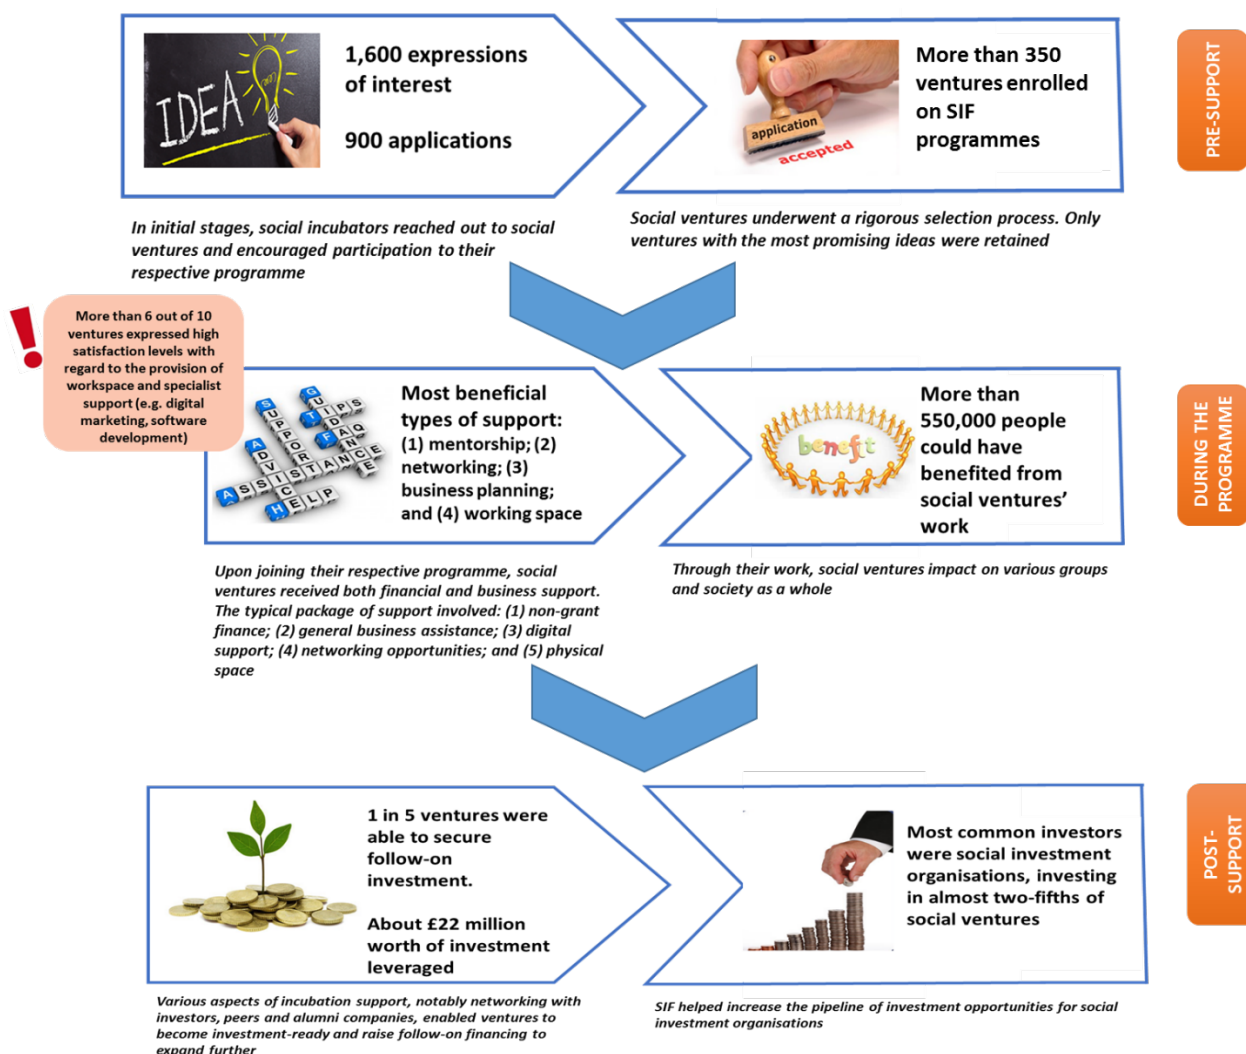 IDEA
1,600 expressions
of interest
900 applications
application
accepted
More than 350
ventures enrolled
on SIF
programmes
PRE-SUPPORT
In initial stages, social incubators reached out to social
ventures and encouraged participation to their
respective programme
Social ventures underwent a rigorous selection process. Only
ventures with the most promising ideas were retained
!
More than 6 out of 10
ventures expressed high
satisfaction levels with
regard to the provision of
workspace and specialist
support (e.g. digital
marketing, software
development)
SUPPORT
GUIDANCE
TIPS
FAQ
ADVICE
ASSISTANCE
HELP
Most beneficial
types of support:
(1) mentorship; (2)
networking; (3)
business planning;
and (4) working space
benefit
More than
550,000 people
could have
benefited from
social ventures’
work
DURING THE
PROGRAMME
Upon joining their respective programme, social
ventures received both financial and business support.
The typical package of support involved: (1) non-grant
finance; (2) general business assistance; (3) digital
support; (4) networking opportunities; and (5) physical
space
Through their work, social ventures impact on various groups
and society as a whole
1 in 5 ventures were
able to secure
follow-on
investment.
About £22 million
worth of investment
leveraged
Most common investors
were social investment
organisations, investing
in almost two-fifths of
social ventures
POST-
SUPPORT
Various aspects of incubation support, notably networking with
investors, peers and alumni companies, enabled ventures to
become investment-ready and raise follow-on financing to
expand further
SIF helped increase the pipeline of investment opportunities for social
investment organisations